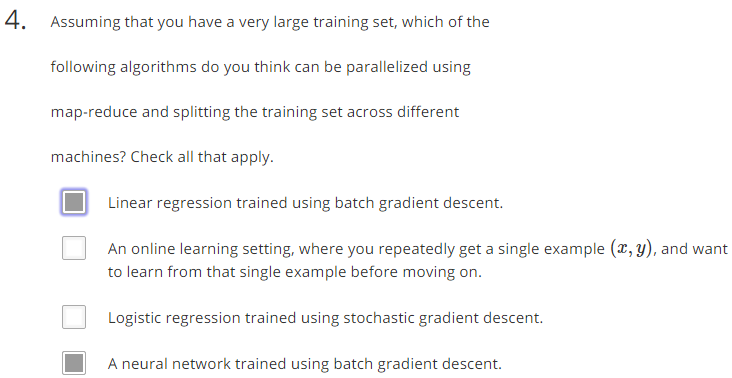 4. Assuming that you have a very large training set, which of the
following algorithms do you think can be parallelized using
map-reduce and splitting the training set across different
machines? Check all that apply.
Linear regression trained using batch gradient descent.
An online learning setting, where you repeatedly get a single example (x, y), and want
to learn from that single example before moving on.
Logistic regression trained using stochastic gradient descent.
A neural network trained using batch gradient descent.